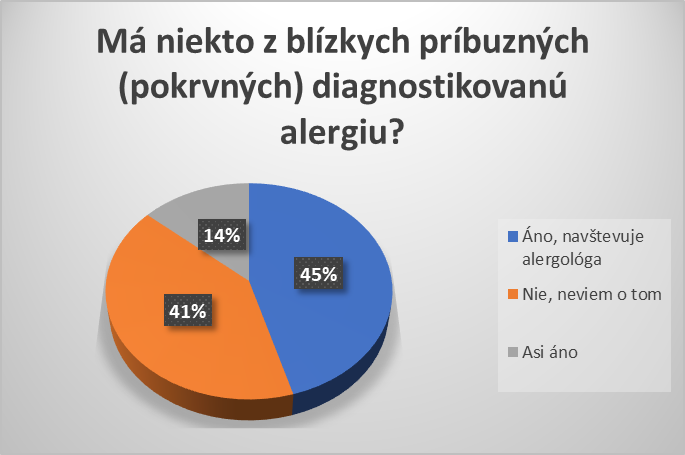 Má niekto z blízkych príbuzných
(pokrvných) diagnostikovanú
alergiu?
14%
45%
41%
Áno, navštevuje
alergológa
Nie, neviem o tom
Asi áno